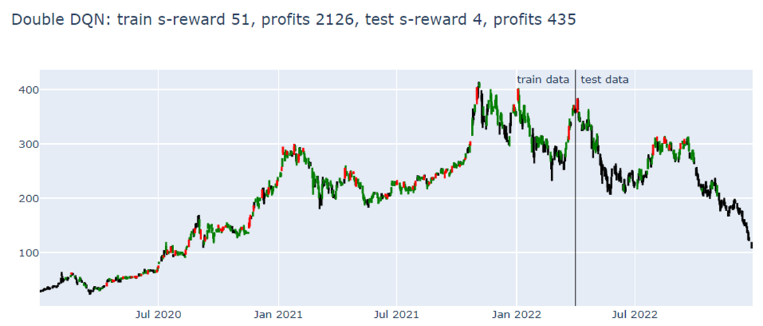 Double DQN: train s-reward 51, profits 2126, test s-reward 4, profits 435
train data test data
400
300
200
100
Jul 2020 Jan 2021 Jul 2021 Jan 2022 Jul 2022